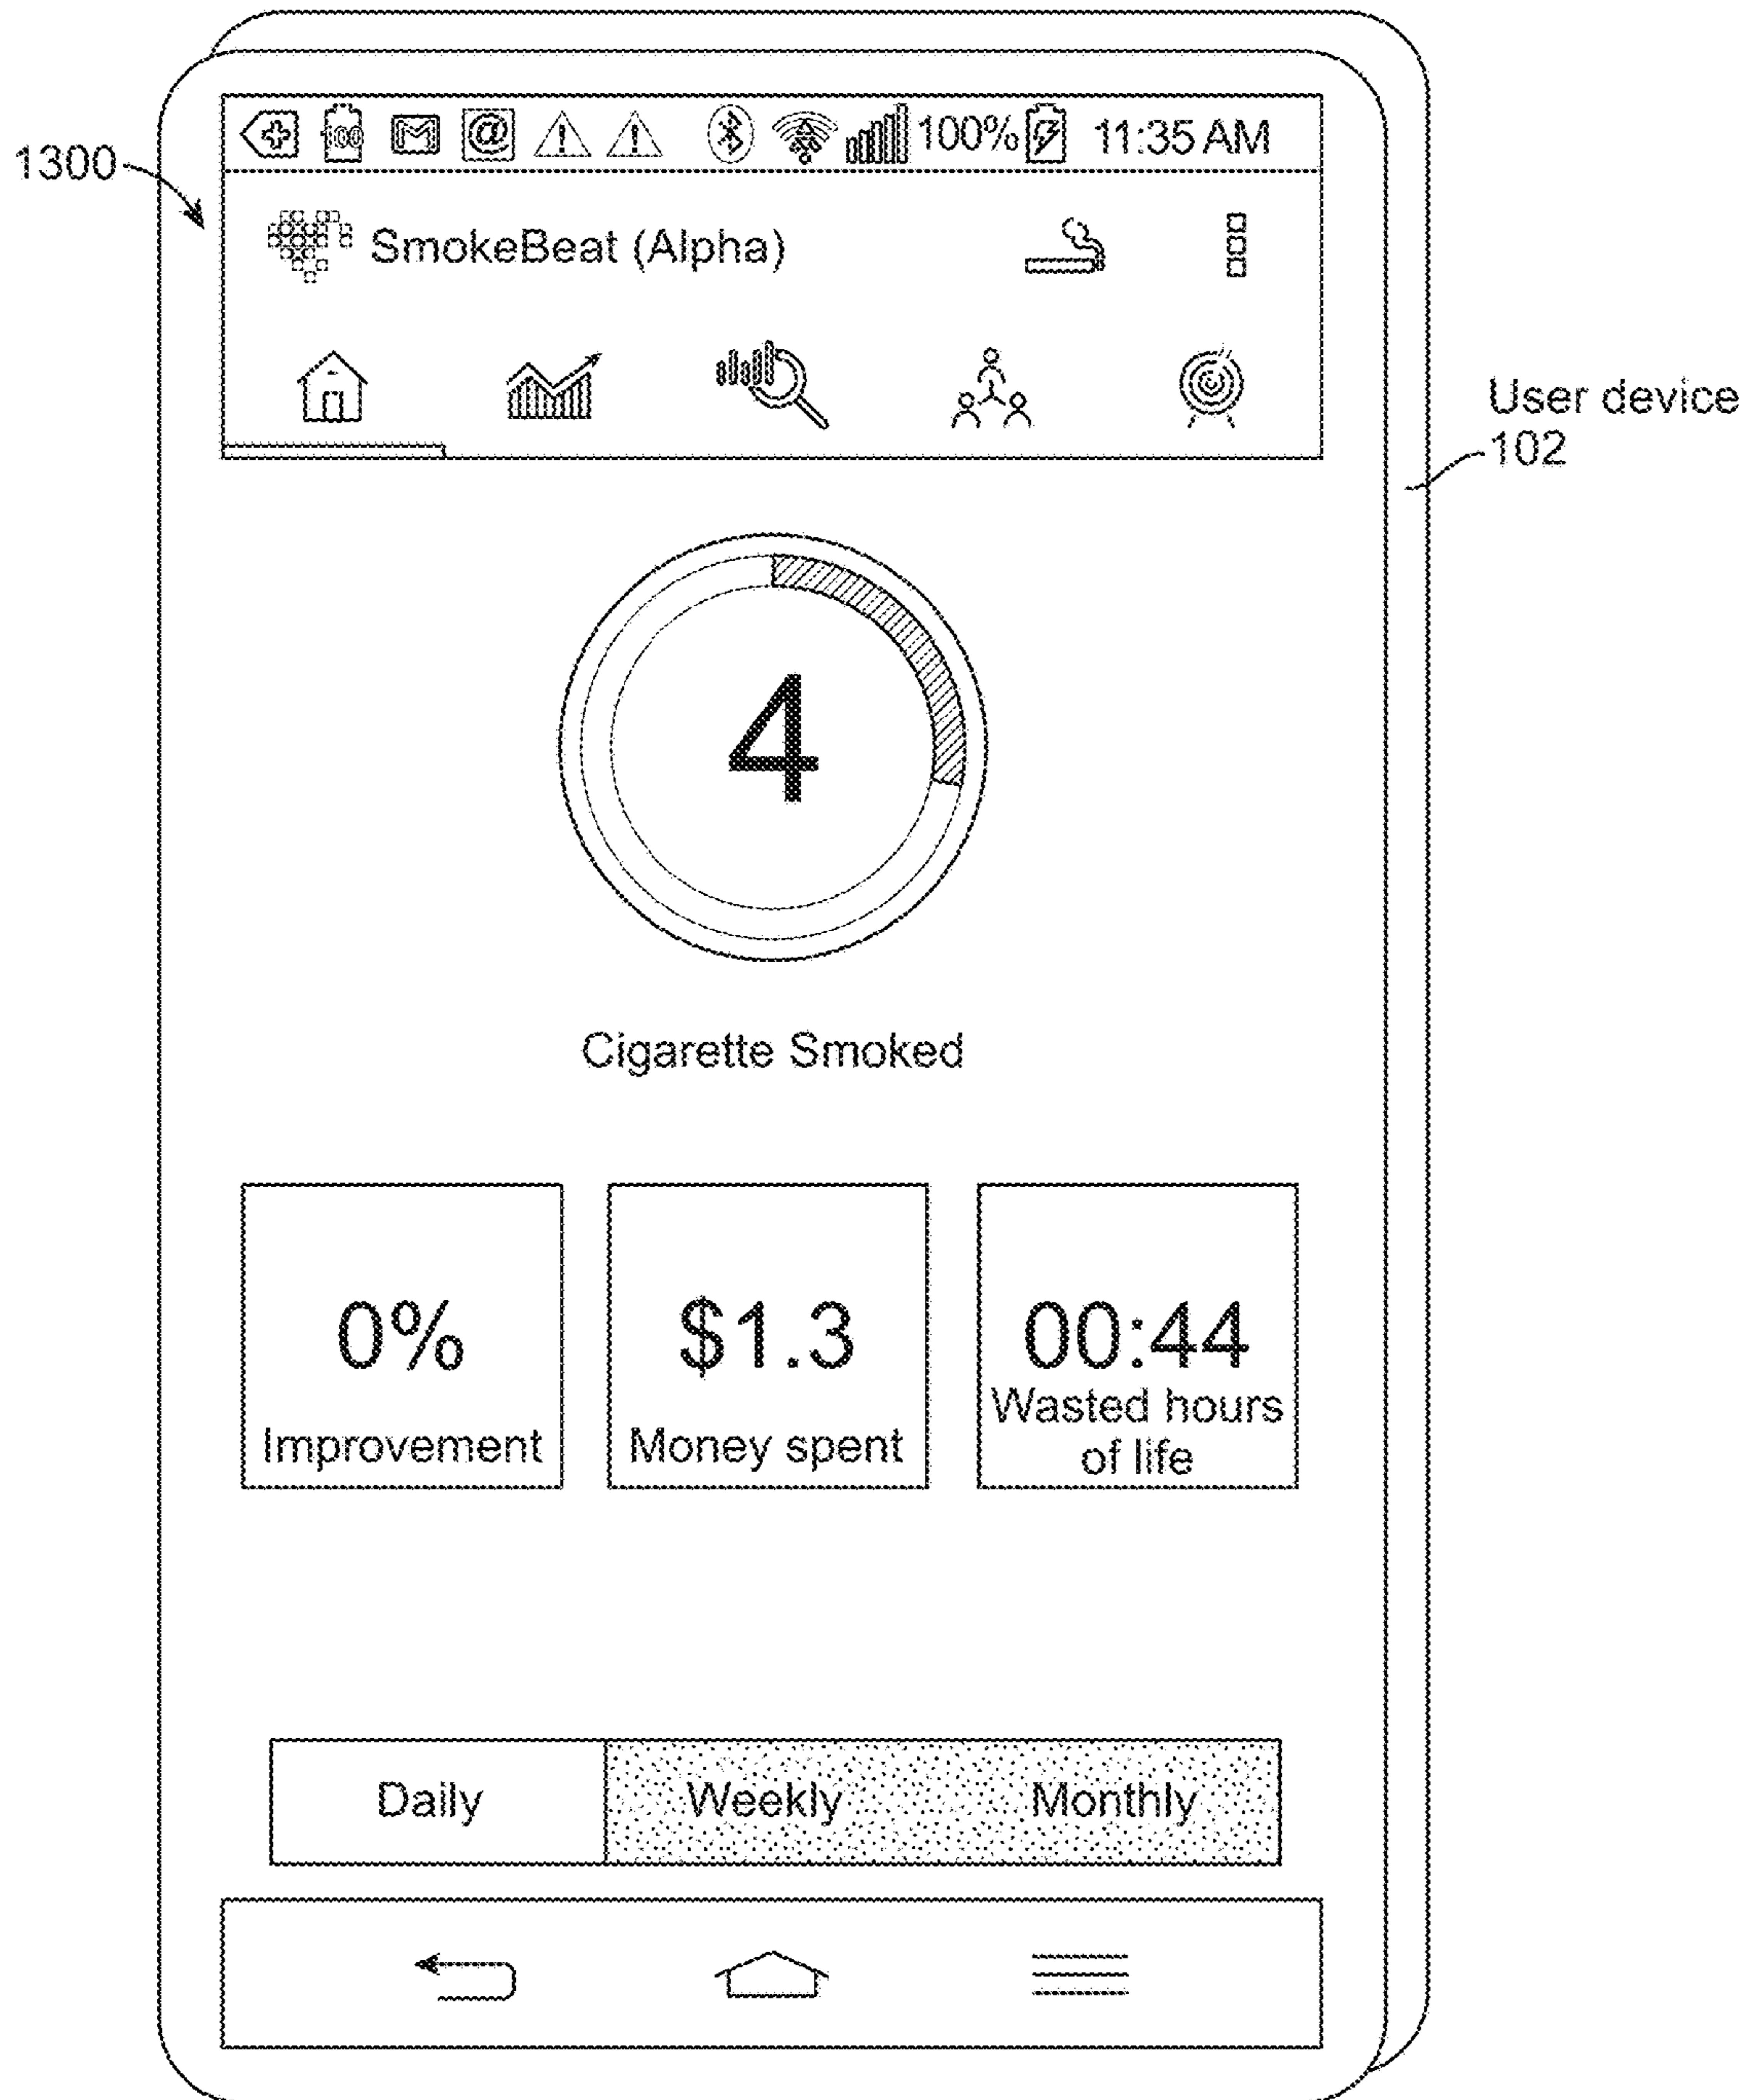 100 @ 100% 11:35 AM
1300
SmokeBeat (Alpha)
User device
102
4
Cigarette Smoked
0% $1.3 00:44
Improvement Money spent Wasted hours
of life
Daily Weekly Monthly